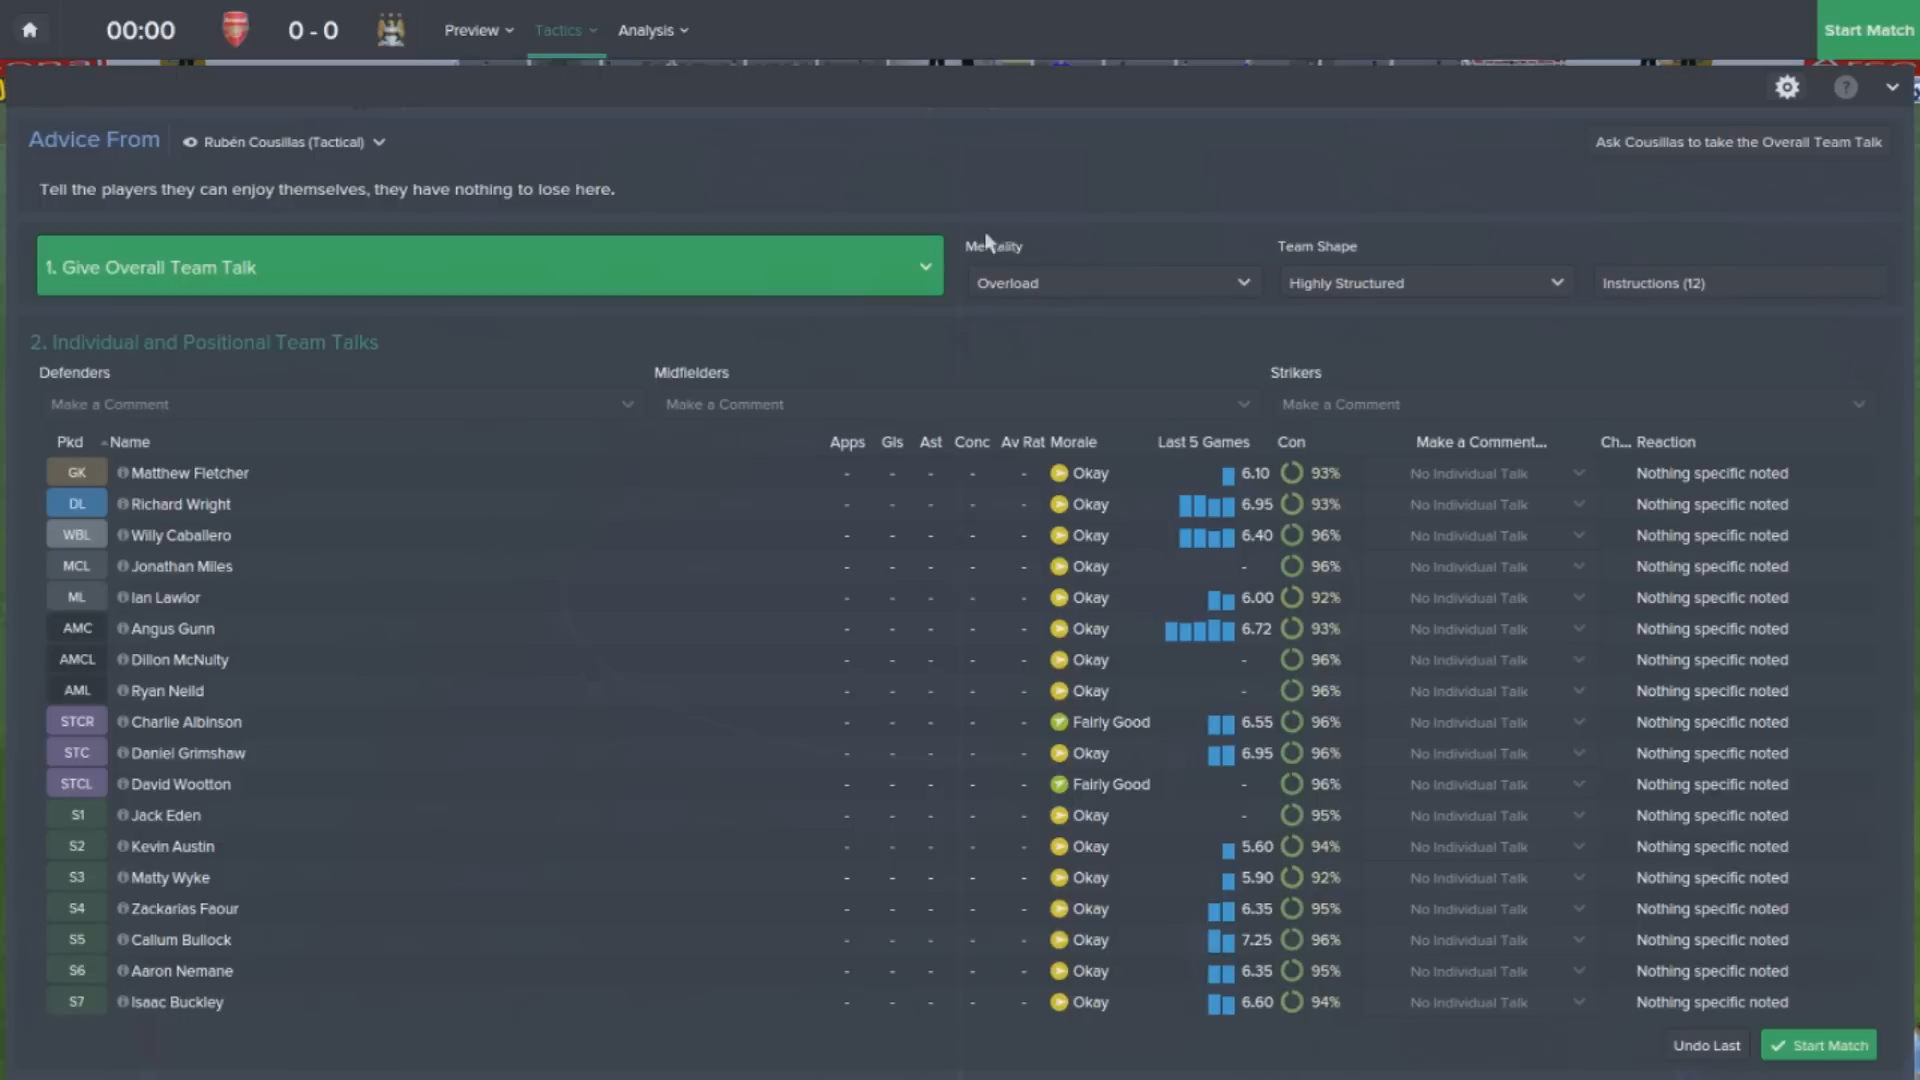 00:00 0 - 0 Preview Tactics Analysis Start Match
Advice From Rubén Cousillas (Tactical) Ask Cousillas to take the Overall Team Talk
Tell the players they can enjoy themselves, they have nothing to lose here.
Mentality Team Shape
1. Give Overall Team Talk Overload Highly Structured Instructions (12)
2. Individual and Positional Team Talks
Defenders Midfielders Strikers
Make a Comment Make a Comment Make a Comment
Pkd Name Apps Gls Ast Conc Av Rat Morale Last 5 Games Con Make a Comment... Ch... Reaction
GK Matthew Fletcher - - - - - Okay 6.10 93% No Individual Talk Nothing specific noted
DL Richard Wright - - - - - Okay 6.95 93% No Individual Talk Nothing specific noted
WBL Willy Caballero - - - - - Okay 6.40 96% No Individual Talk Nothing specific noted
MCL Jonathan Miles - - - - - Okay - 96% No Individual Talk Nothing specific noted
ML Ian Lawlor - - - - - Okay 6.00 92% No Individual Talk Nothing specific noted
AMC Angus Gunn - - - - - Okay 6.72 93% No Individual Talk Nothing specific noted
AMCL Dillon McNulty - - - - - Okay - 96% No Individual Talk Nothing specific noted
AML Ryan Neild - - - - - Okay - 96% No Individual Talk Nothing specific noted
STCR Charlie Albinson - - - - - Fairly Good 6.55 96% No Individual Talk Nothing specific noted
STC Daniel Grimshaw - - - - - Okay 6.95 96% No Individual Talk Nothing specific noted
STCL David Wootton - - - - - Fairly Good - 96% No Individual Talk Nothing specific noted
S1 Jack Eden - - - - - Okay - 95% No Individual Talk Nothing specific noted
S2 Kevin Austin - - - - - Okay 5.60 94% No Individual Talk Nothing specific noted
S3 Matty Wyke - - - - - Okay 5.90 92% No Individual Talk Nothing specific noted
S4 Zackarias Faour - - - - - Okay 6.35 95% No Individual Talk Nothing specific noted
S5 Callum Bullock - - - - - Okay 7.25 96% No Individual Talk Nothing specific noted
S6 Aaron Nemane - - - - - Okay 6.35 95% No Individual Talk Nothing specific noted
S7 Isaac Buckley - - - - - Okay 6.60 94% No Individual Talk Nothing specific noted
Undo Last Start Match